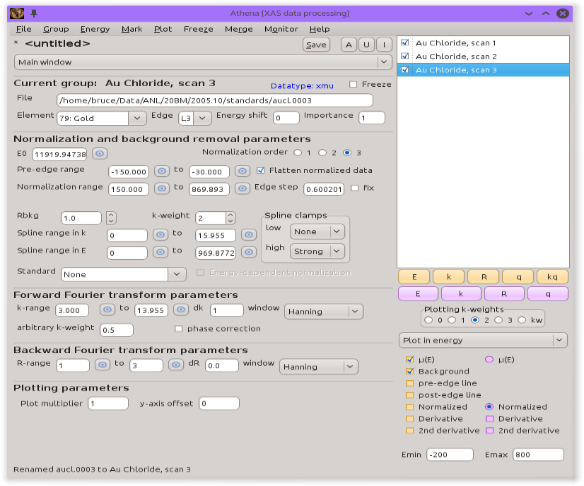 Athena [XAS data processing]
File Group Energy Mark Plot Freeze Merge Monitor Help
* <untitled> Save A U I
Main window
Current group: Au Chloride, scan 3 Datatype: xmu Freeze
File /home/bruce/Data/ANL/20BM/2005.10/standards/aucl.0003
Element 79: Gold Edge L3 Energy shift 0 Importance 1
Normalization and background removal parameters
E0 11919.94738 Normalization order 1 2 3
Pre-edge range -150.000 to -30.000 Flatten normalized data
Normalization range 150.000 to 869.893 Edge step 0.600201 fix
Rbkg 1.0 k-weight 2 Spline clamps
Spline range in k 0 to 15.955 low None
Spline range in E 0 to 969.8772 high Strong
Standard None Energy-dependent normalization
Forward Fourier transform parameters
k-range 3.000 to 13.955 dk 1 window Hanning
arbitrary k-weight 0.5 phase correction
Backward Fourier transform parameters
R-range 1 to 3 dR 0.0 window Hanning
Plotting parameters
Plot multiplier 1 y-axis offset 0
Renamed aucl.0003 to Au Chloride, scan 3
Au Chloride, scan 1
Au Chloride, scan 2
Au Chloride, scan 3
E k R q kq
E k R q
Plotting k-weights
0 1 2 3 kw
Plot in energy
μ(E) μ(E)
Background
pre-edge line
post-edge line
Normalized Normalized
Derivative Derivative
2nd derivative 2nd derivative
Emin -200 Emax 800